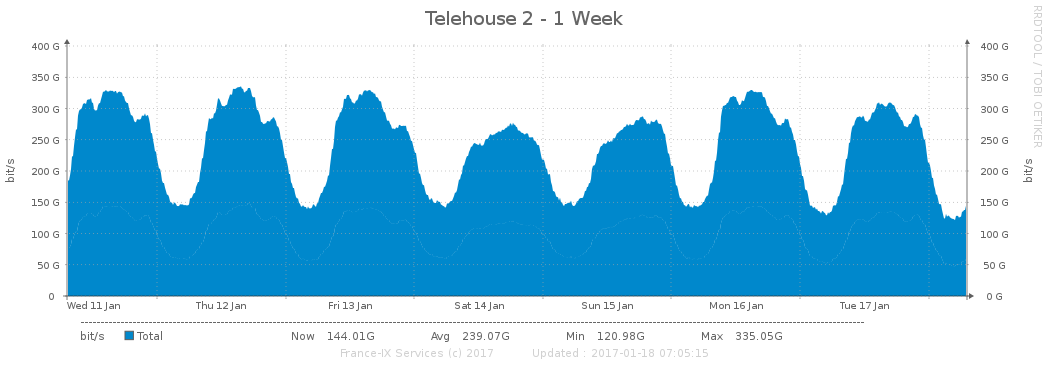 Telehouse 2 - 1 Week
RRDTOOL / TOBI OETIKER
400 G 400 G
350 G 350 G
300 G 300 G
250 G 250 G
200 G 200 G
150 G 150 G
100 G 100 G
50 G 50 G
0 0 G
bit/s bit/s
Wed 11 Jan Thu 12 Jan Fri 13 Jan Sat 14 Jan Sun 15 Jan Mon 16 Jan Tue 17 Jan
bit/s Total Now 144.01G Avg 239.07G Min 120.98G Max 335.05G
France-IX Services (c) 2017 Updated : 2017-01-18 07:05:15